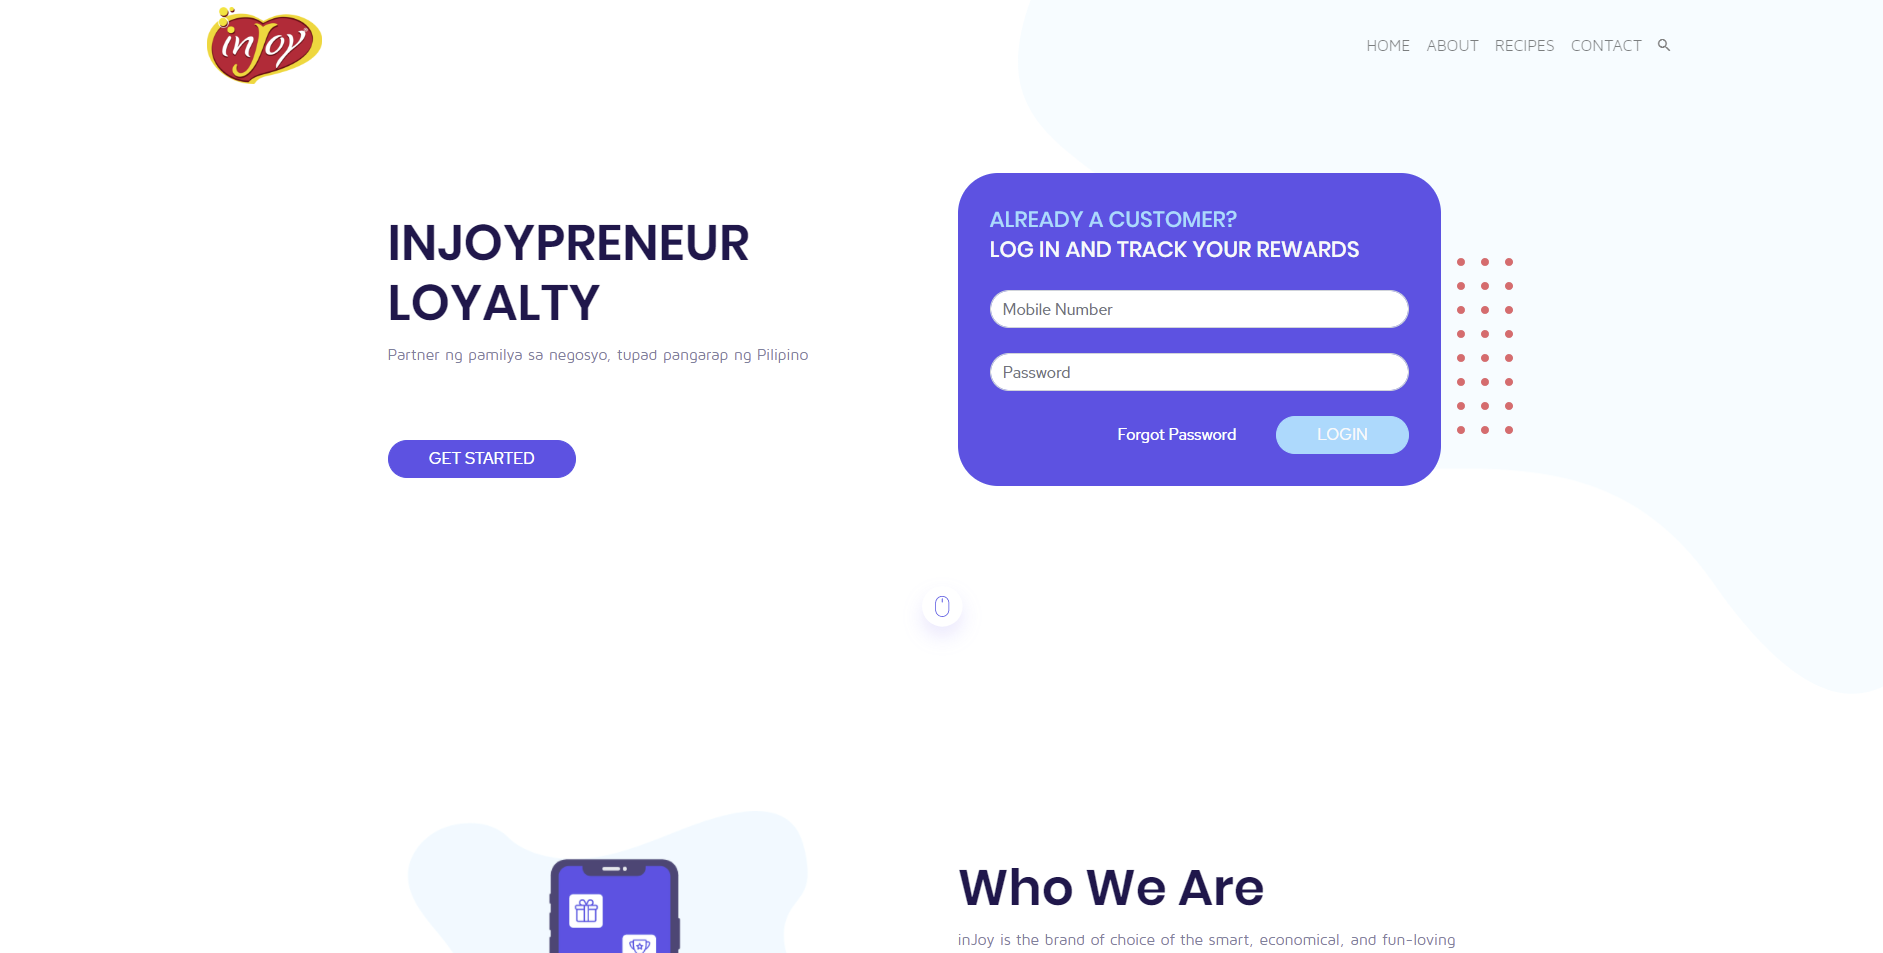 inJoy
HOME ABOUT RECIPES CONTACT
INJOYPRENEUR
LOYALTY
Partner ng pamilya sa negosyo, tupad pangarap ng Pilipino
GET STARTED
ALREADY A CUSTOMER?
LOG IN AND TRACK YOUR REWARDS
Mobile Number
Password
Forgot Password LOGIN
Who We Are
inJoy is the brand of choice of the smart, economical, and fun-loving